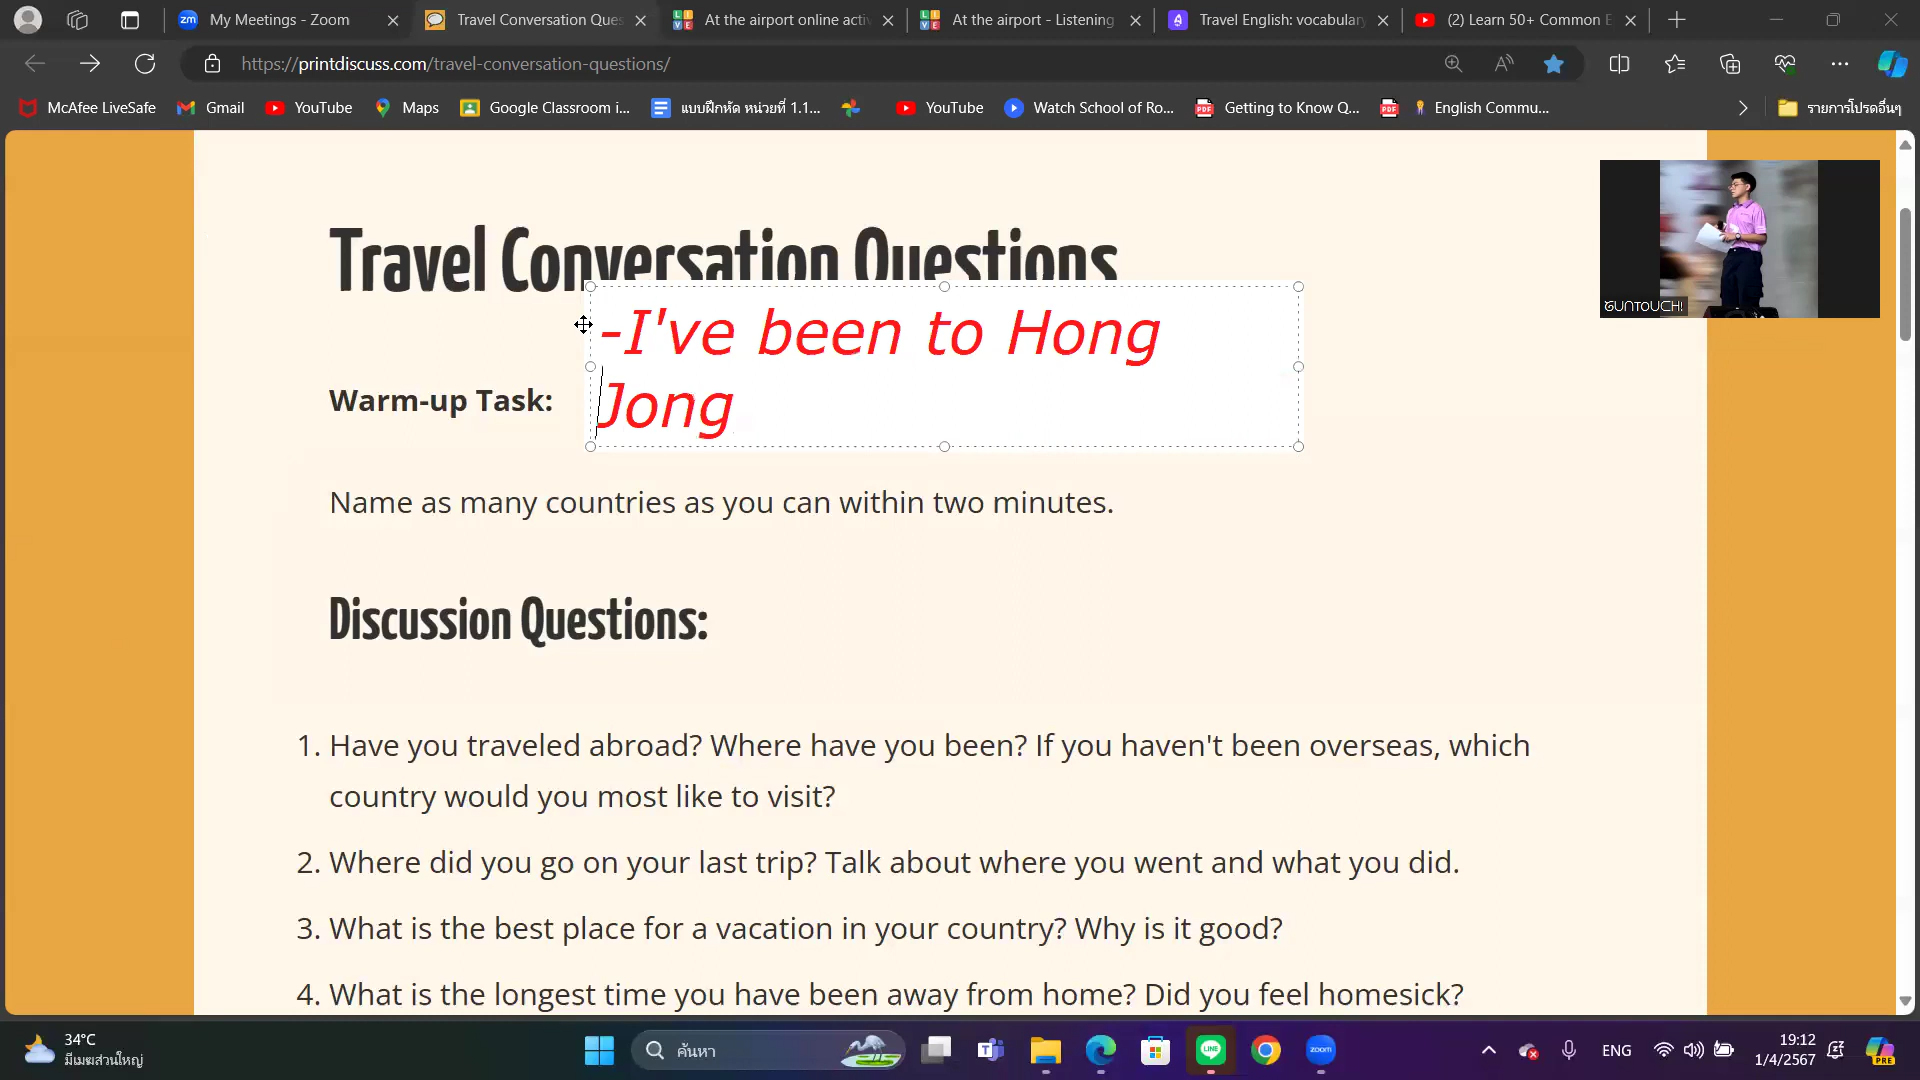 My Meetings - Zoom
Travel Conversation Ques
At the airport online activ
At the airport - Listening
Travel English: vocabulary
(2) Learn 50+ Common E
https://printdiscuss.com/travel-conversation-questions/
McAfee LiveSafe
Gmail
YouTube
Maps
Google Classroom i...
แบบฝึกหัด หน่วยที่ 1.1...
YouTube
Watch School of Ro...
Getting to Know Q...
English Commu...
รายการโปรดอื่นๆ
Travel Conversation Questions
-I've been to Hong
Jong
GUNTOUCH!
Warm-up Task:
Name as many countries as you can within two minutes.
Discussion Questions:
1. Have you traveled abroad? Where have you been? If you haven't been overseas, which
country would you most like to visit?
2. Where did you go on your last trip? Talk about where you went and what you did.
3. What is the best place for a vacation in your country? Why is it good?
4. What is the longest time you have been away from home? Did you feel homesick?
34°C
มีเมฆส่วนใหญ่
ค้นหา
zoom
ENG
19:12
1/4/2567
PRE